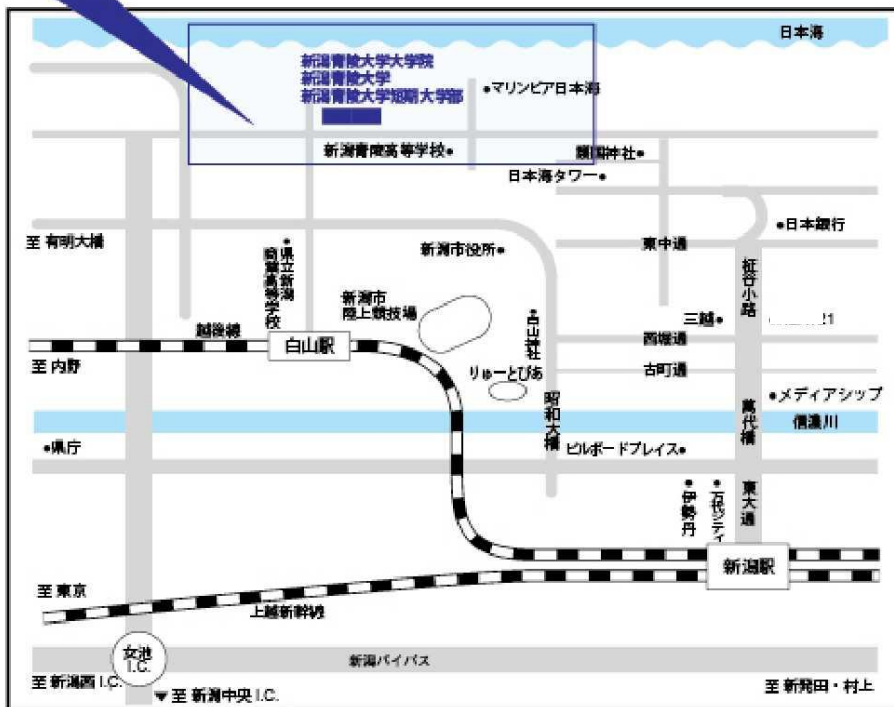 日本海
新潟青陵大学大学院
新潟青陵大学
新潟青陵大学短期大学部
●マリンピア日本海
新潟青陵高等学校●
護国神社●
日本海タワー●
●日本銀行
至 有明大橋
●県立新潟
商業高等学校
新潟市役所●
東中通
柾谷小路
新潟市
陸上競技場
●白山神社
三越●
21
越後線
白山駅
西堀通
至 内野
りゅーとぴあ
古町通
昭和大橋
●メディアシップ
萬代橋
信濃川
●県庁
ビルボードプレイス●
●伊勢丹
●万代シティ
東大通
新潟駅
至 東京
上越新幹線
女池
I.C.
新潟バイパス
至 新潟西 I.C.
▼至 新潟中央 I.C.
至 新発田・村上